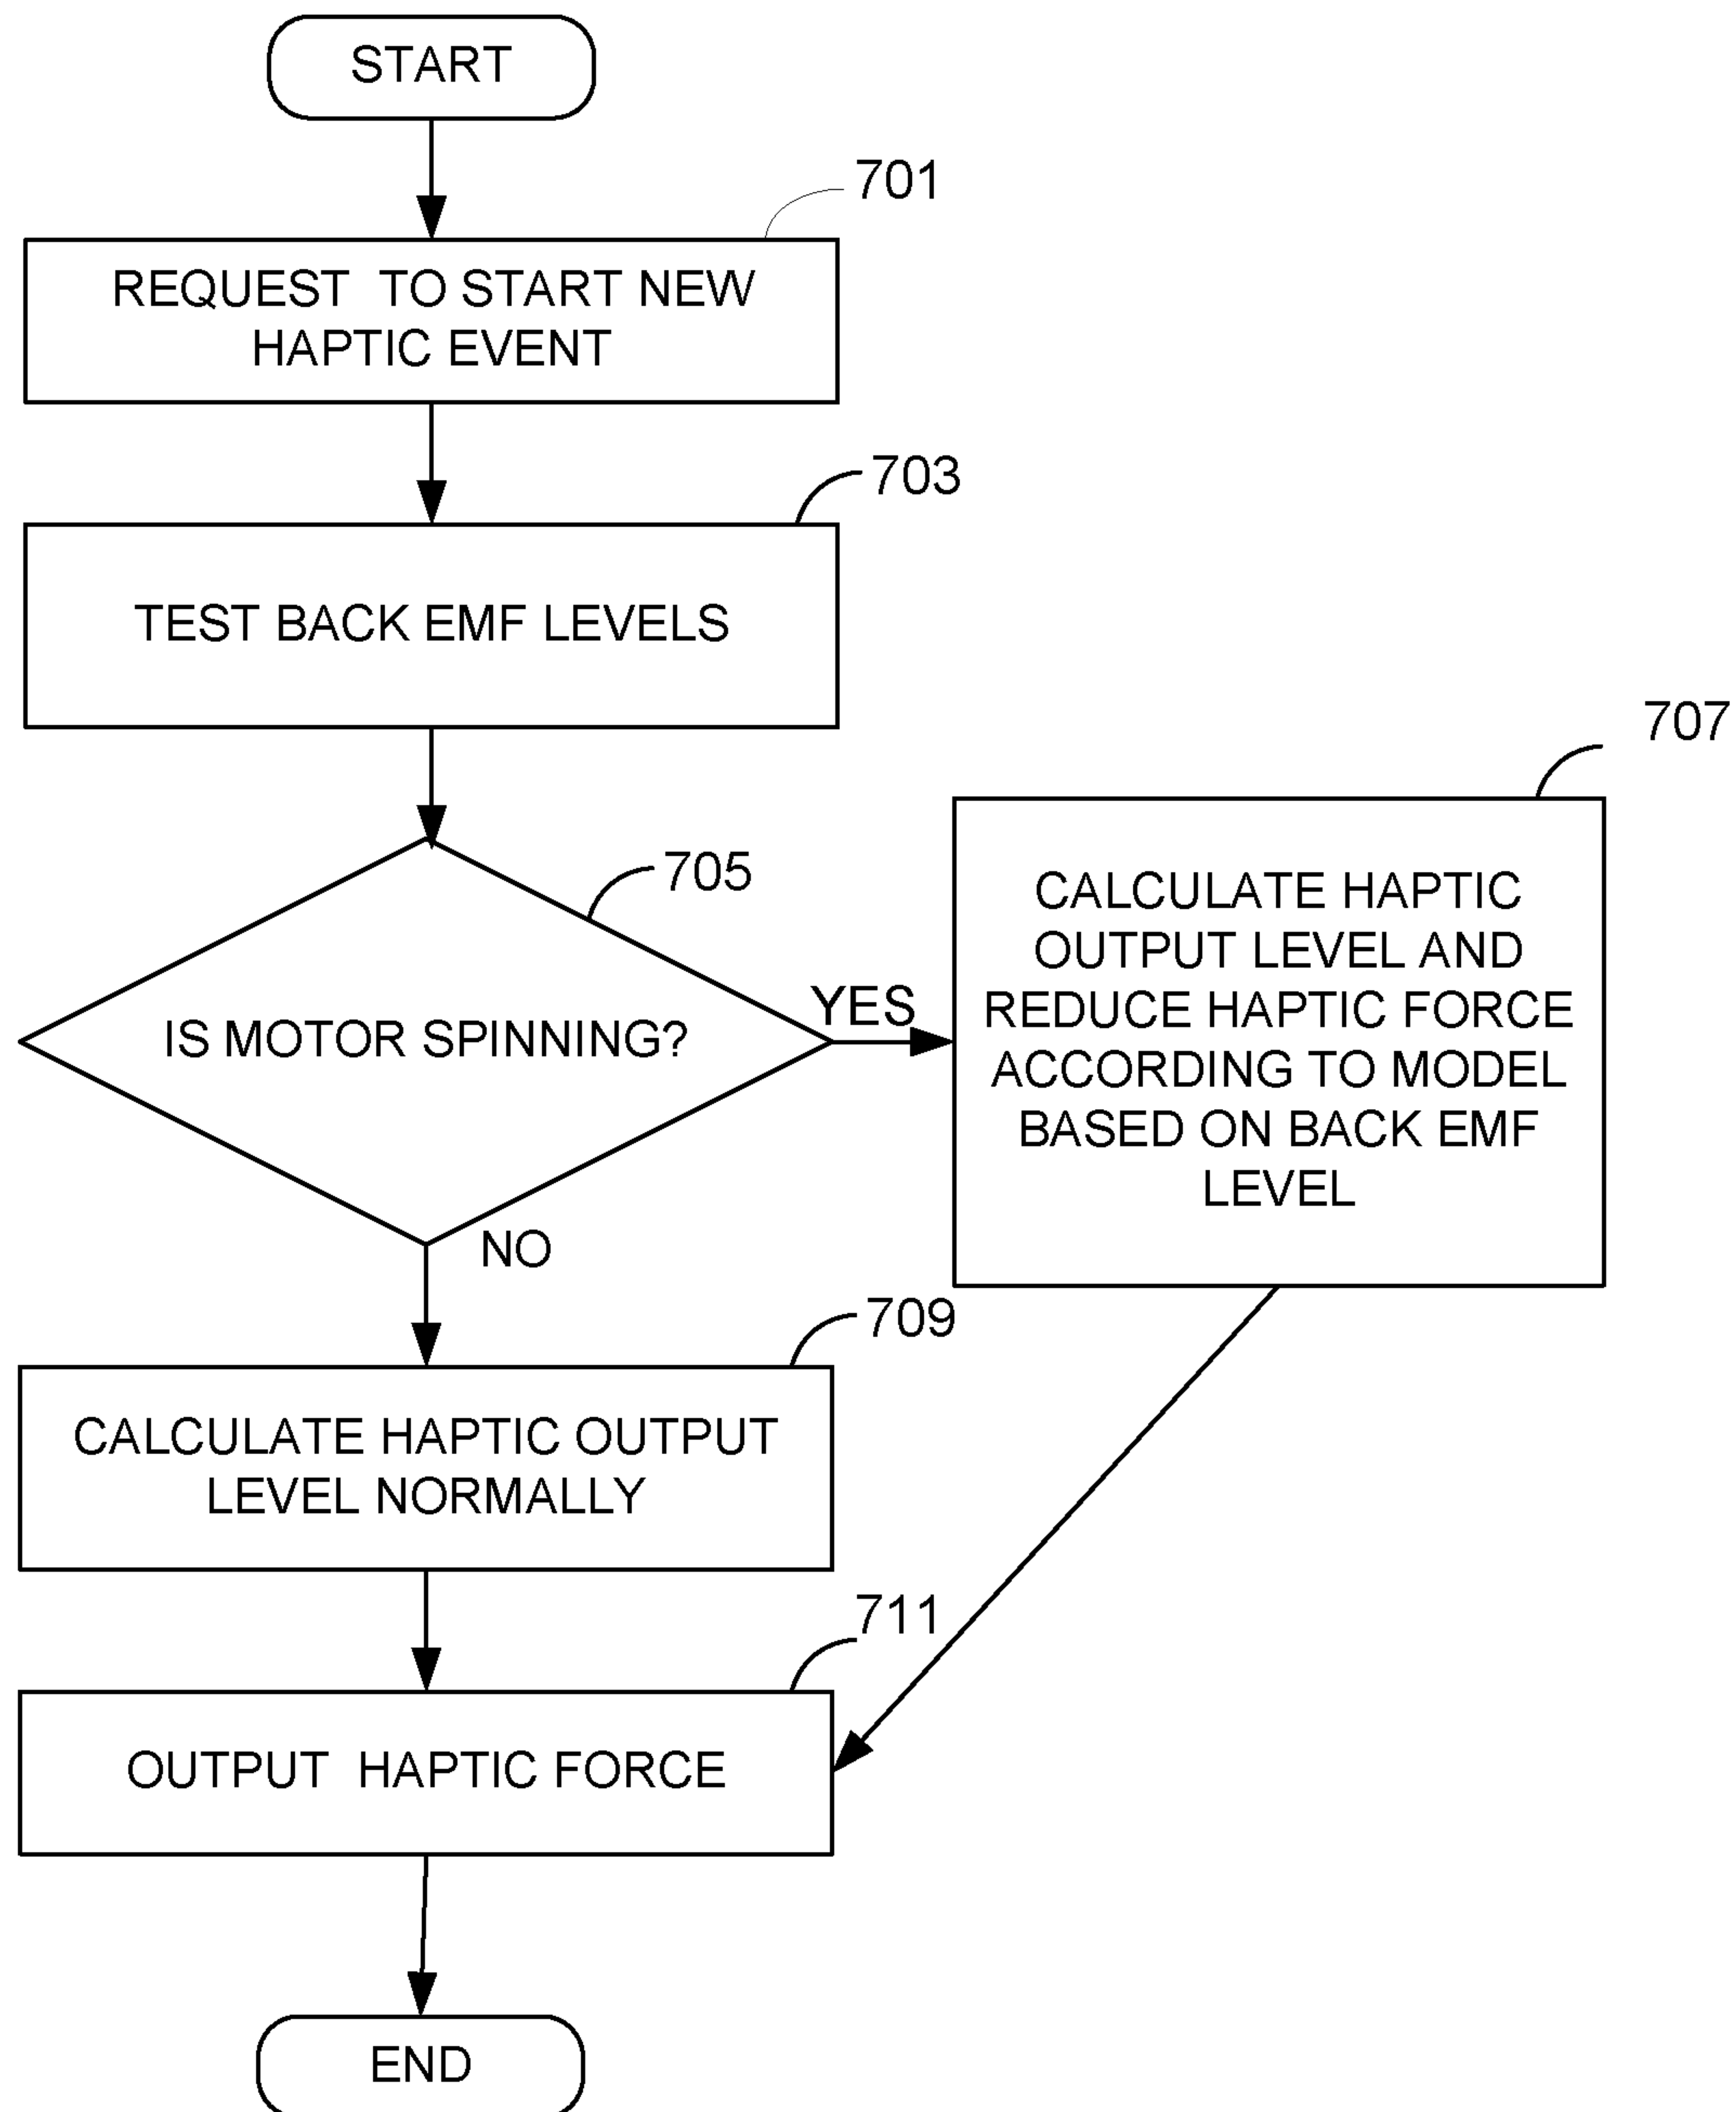 START
701
REQUEST TO START NEW
HAPTIC EVENT
703
TEST BACK EMF LEVELS
705
IS MOTOR SPINNING?
YES
707
CALCULATE HAPTIC
OUTPUT LEVEL AND
REDUCE HAPTIC FORCE
ACCORDING TO MODEL
BASED ON BACK EMF
LEVEL
NO
709
CALCULATE HAPTIC OUTPUT
LEVEL NORMALLY
711
OUTPUT HAPTIC FORCE
END